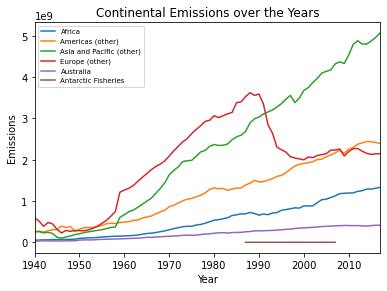 Continental Emissions over the Years
1e9
Africa
Americas (other)
Asia and Pacific (other)
Europe (other)
Australia
Antarctic Fisheries
5
4
3
2
1
0
Emissions
1940 1950 1960 1970 1980 1990 2000 2010
Year